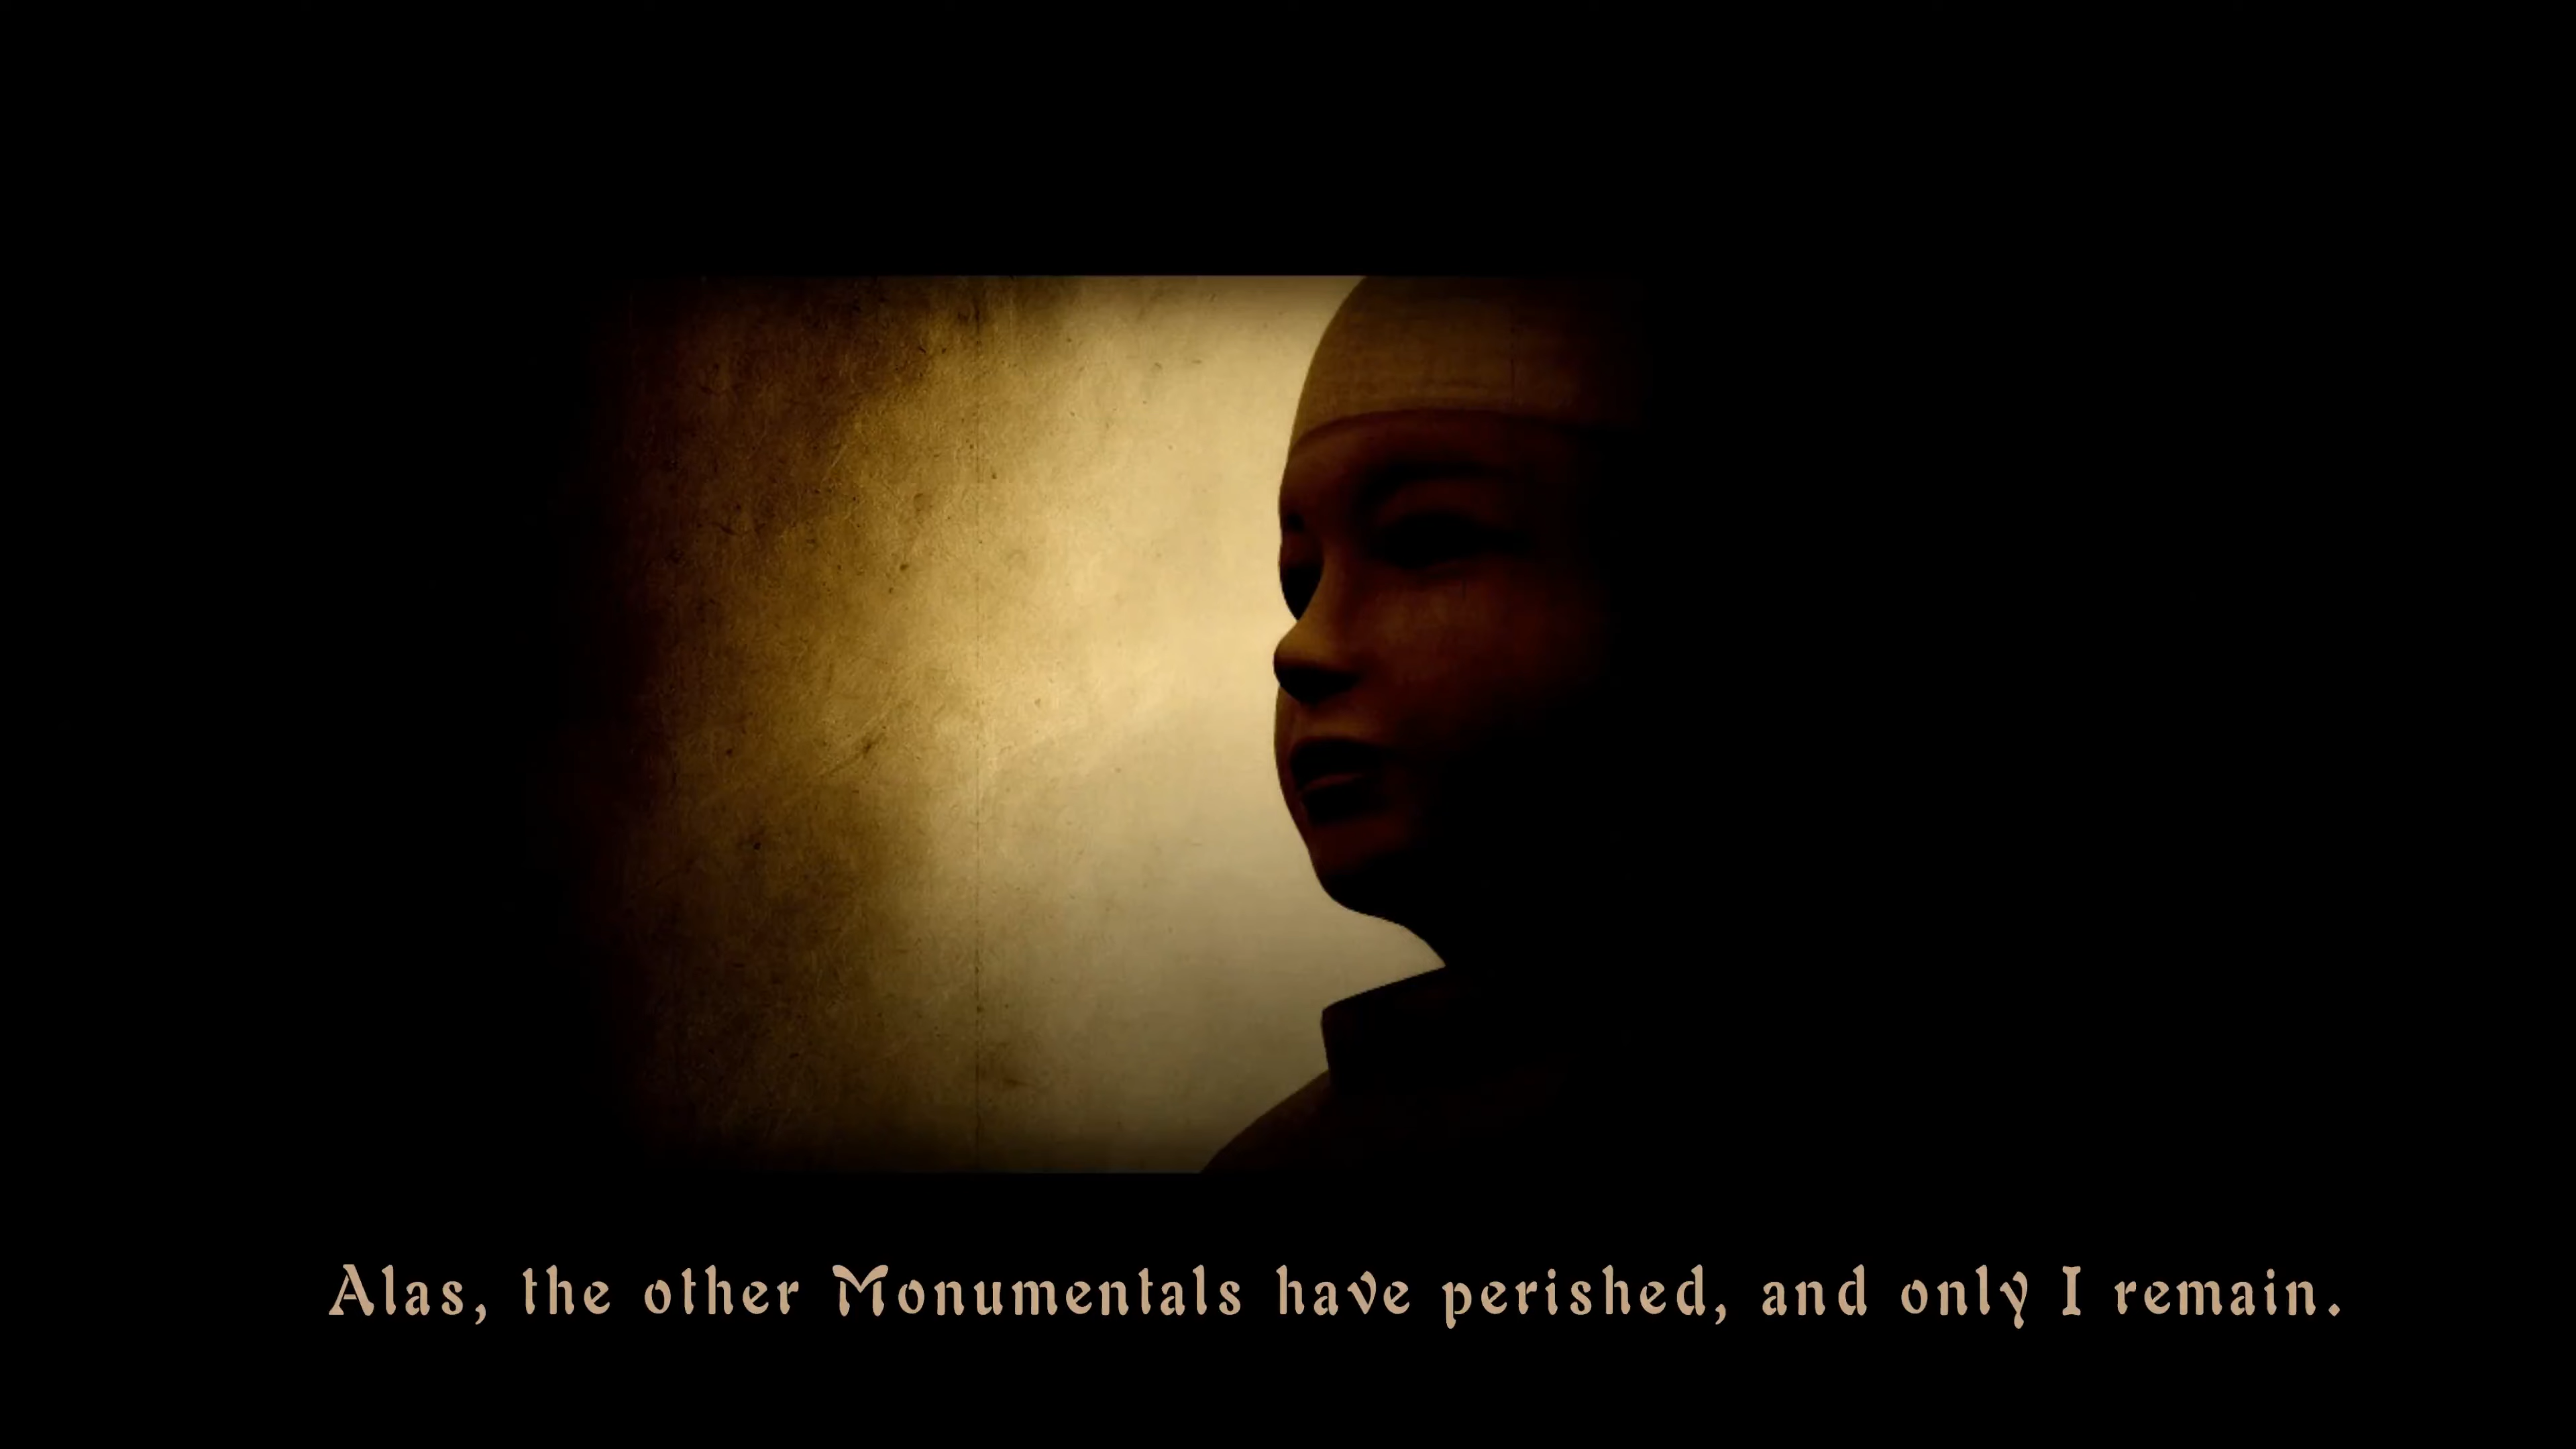 Alas, the other Monumentals have perished, and only I remain.